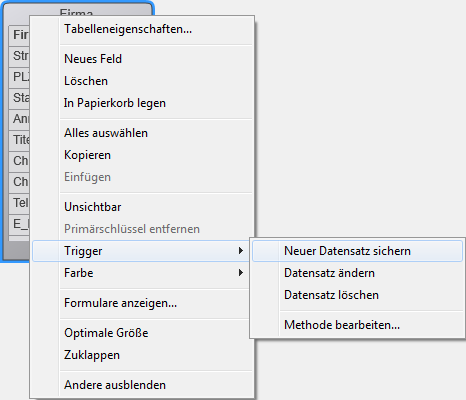 Firma
Fir
Str
PLZ
Sta
Ani
Tite
Ch
Ch
Tel
E_
Tabelleneigenschaften...
Neues Feld
Löschen
In Papierkorb legen
Alles auswählen
Kopieren
Einfügen
Unsichtbar
Primärschlüssel entfernen
Trigger
Farbe
Formulare anzeigen...
Optimale Größe
Zuklappen
Andere ausblenden
Neuer Datensatz sichern
Datensatz ändern
Datensatz löschen
Methode bearbeiten...